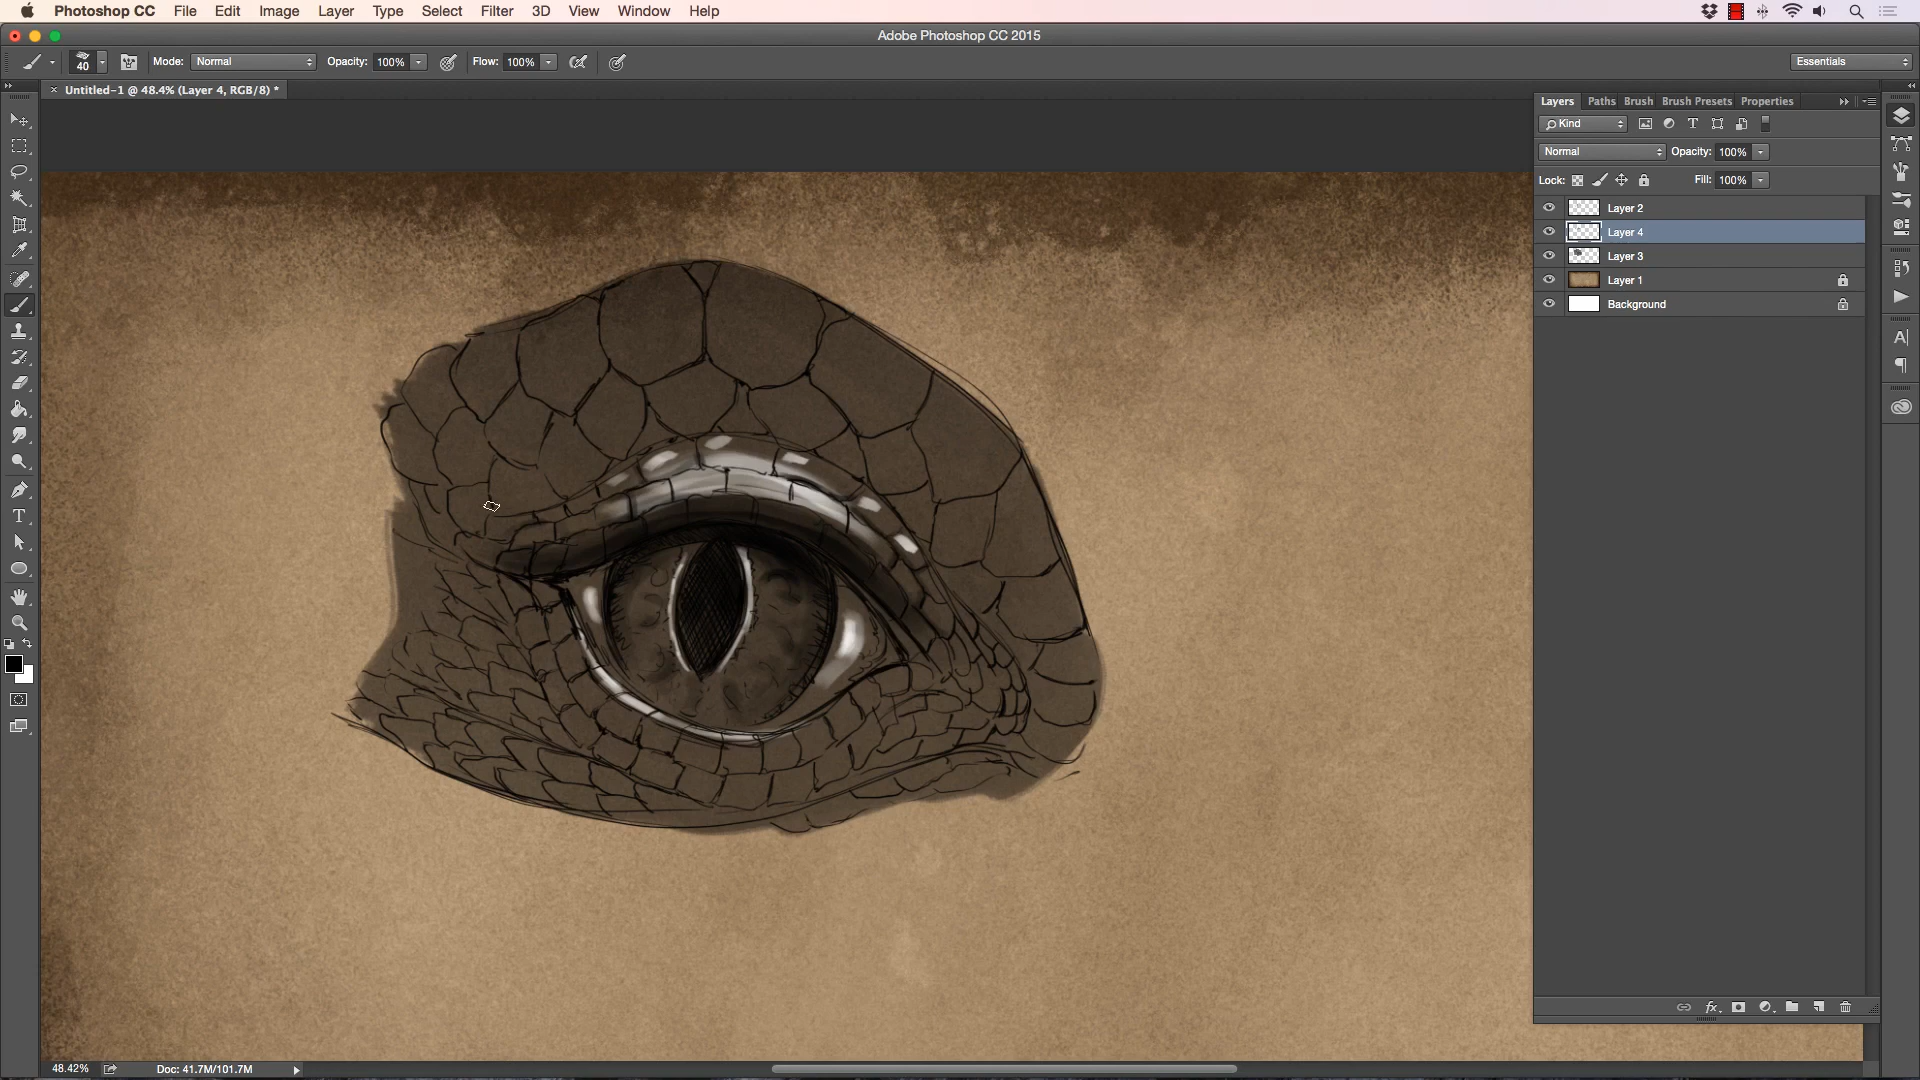 Photoshop CC File Edit Image Layer Type Select Filter 3D View Window Help
Adobe Photoshop CC 2015
40 Mode: Normal Opacity: 100% Flow: 100% Essentials
× Untitled-1 @ 48.4% (Layer 4, RGB/8) *
Layers Paths Brush Brush Presets Properties
Kind T
Normal Opacity: 100%
Lock: Fill: 100%
Layer 2
Layer 4
Layer 3
Layer 1
Background
A
T
fx
48.42% Doc: 41.7M/101.7M